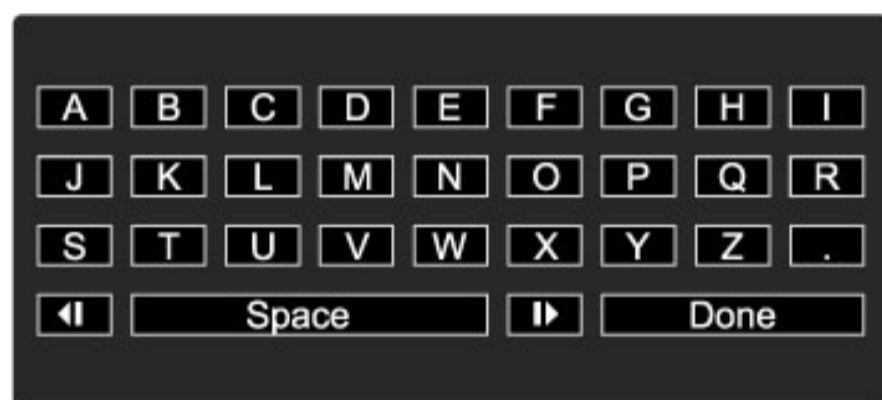 A B C D E F G H I
J K L M N O P Q R
S T U V W X Y Z .
Space Done